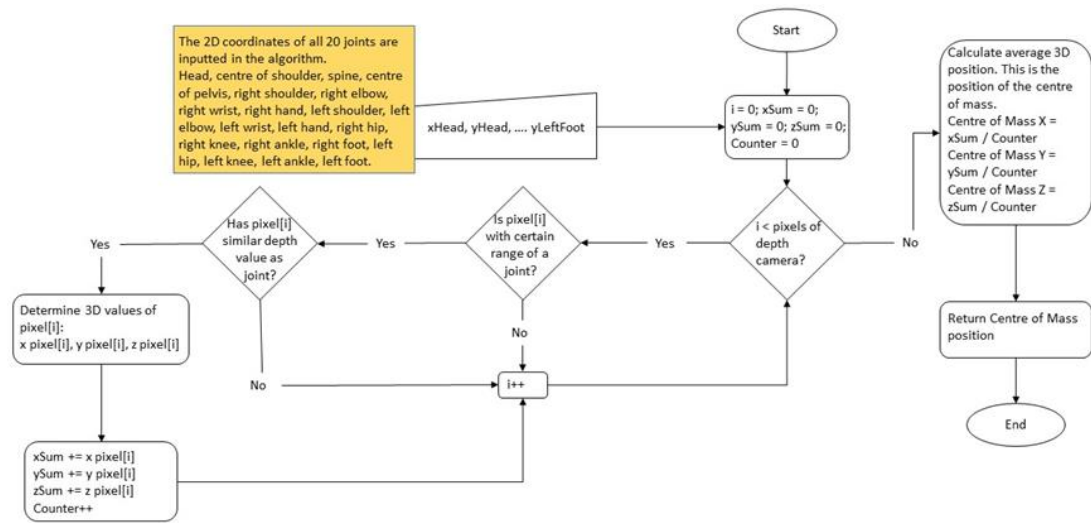 The 2D coordinates of all 20 joints are
inputted in the algorithm.
Head, centre of shoulder, spine, centre
of pelvis, right shoulder, right elbow,
right wrist, right hand, left shoulder, left
elbow, left wrist, left hand, right hip,
right knee, right ankle, right foot, left
hip, left knee, left ankle, left foot.
xHead, yHead, .... yLeftFoot
Start
i = 0; xSum = 0;
ySum = 0; zSum = 0;
Counter = 0
Calculate average 3D
position. This is the
position of the centre
of mass.
Centre of Mass X =
xSum / Counter
Centre of Mass Y =
ySum / Counter
Centre of Mass Z =
zSum / Counter
i < pixels of
depth
camera?
No
Yes
Is pixel[i]
with certain
range of a
joint?
Yes
Has pixel[i]
similar depth
value as
joint?
Yes
Determine 3D values of
pixel[i]:
x pixel[i], y pixel[i], z pixel[i]
No
No
i++
Return Centre of Mass
position
End
xSum += x pixel[i]
ySum += y pixel[i]
zSum += z pixel[i]
Counter++